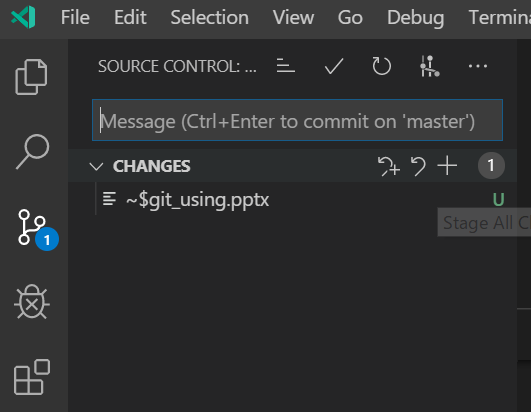 File Edit Selection View Go Debug Termina
SOURCE CONTROL: ...
Message (Ctrl+Enter to commit on 'master')
CHANGES 1
~$git_using.pptx U
1
Stage All C